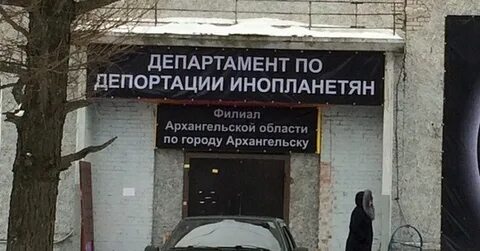 ДЕПАРТАМЕНТ ПО
ДЕПОРТАЦИИ ИНОПЛАНЕТЯН
Филиал
Архангельской области
по городу Архангельску